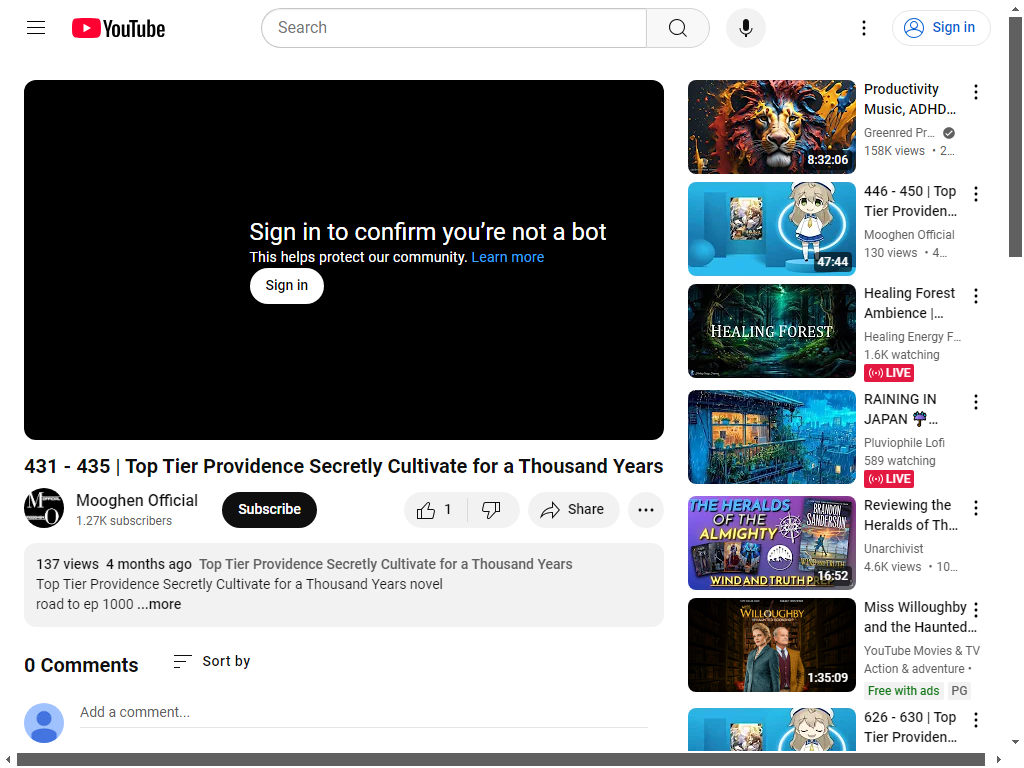 YouTube
Search
Sign in
Sign in to confirm you’re not a bot
This helps protect our community. Learn more
Sign in
431 - 435 | Top Tier Providence Secretly Cultivate for a Thousand Years
Mooghen Official
1.27K subscribers
Subscribe
1
Share
137 views 4 months ago Top Tier Providence Secretly Cultivate for a Thousand Years
Top Tier Providence Secretly Cultivate for a Thousand Years novel
road to ep 1000 ...more
0 Comments
Sort by
Add a comment...
8:32:06
Productivity
Music, ADHD...
Greenred Pr...
158K views • 2...
47:44
446 - 450 | Top
Tier Providen...
Mooghen Official
130 views • 4...
HEALING FOREST
Healing Forest
Ambience |...
Healing Energy F...
1.6K watching
LIVE
RAINING IN
JAPAN ...
Pluviophile Lofi
589 watching
LIVE
THE HERALDS
OF THE
ALMIGHTY
BRANDON
SANDERSON
WIND AND TRUTH PR
16:52
Reviewing the
Heralds of Th...
Unarchivist
4.6K views • 10...
WILLOUGHBY
1:35:09
Miss Willoughby
and the Haunted...
YouTube Movies & TV
Action & adventure •
Free with ads PG
626 - 630 | Top
Tier Providen...